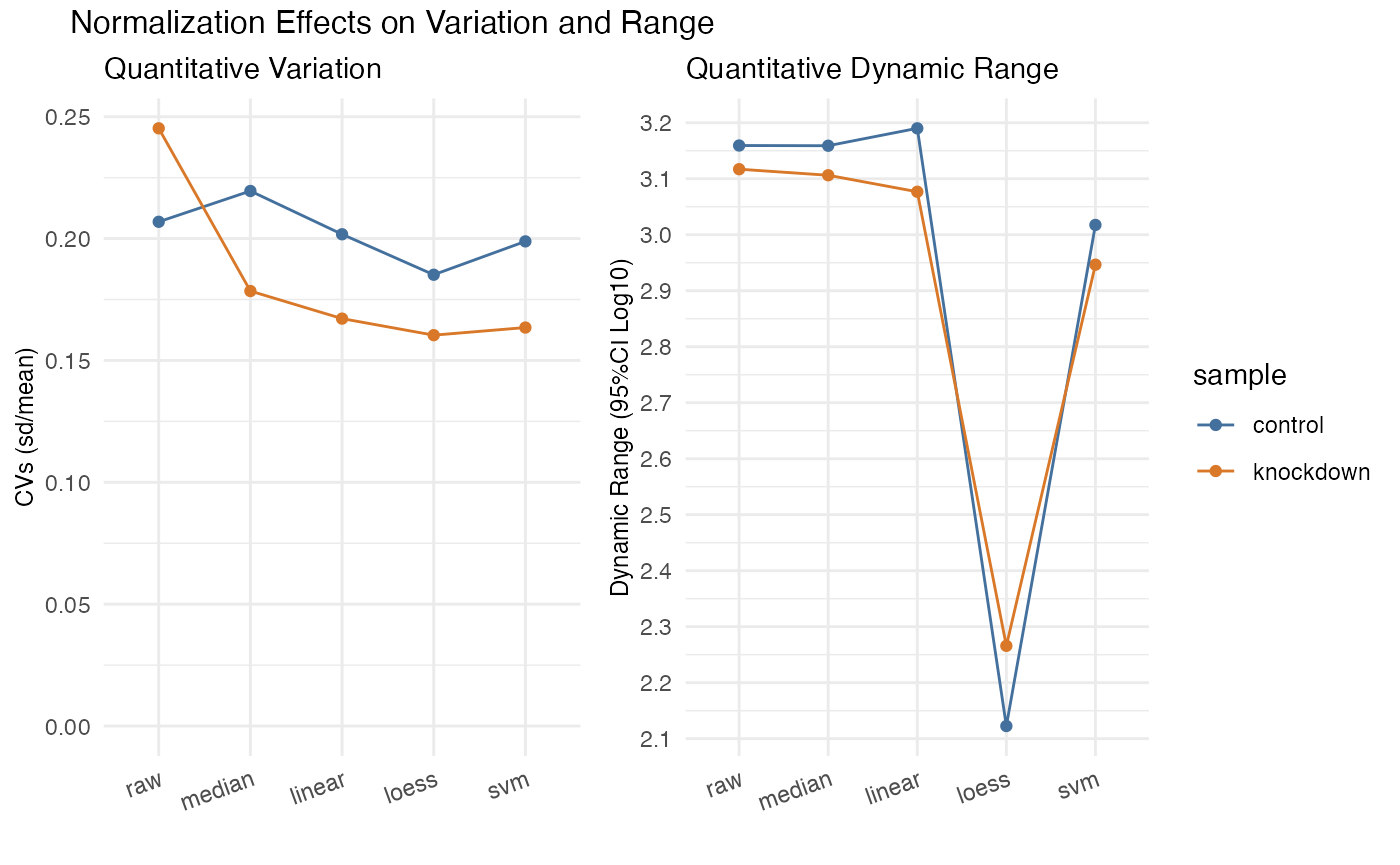 Normalization Effects on Variation and Range
Quantitative Variation
CVs (sd/mean)
0.25
0.20
0.15
0.10
0.05
0.00
raw
median
linear
loess
svm
Quantitative Dynamic Range
Dynamic Range (95%CI Log10)
3.2
3.1
3.0
2.9
2.8
2.7
2.6
2.5
2.4
2.3
2.2
2.1
raw
median
linear
loess
svm
sample
control
knockdown